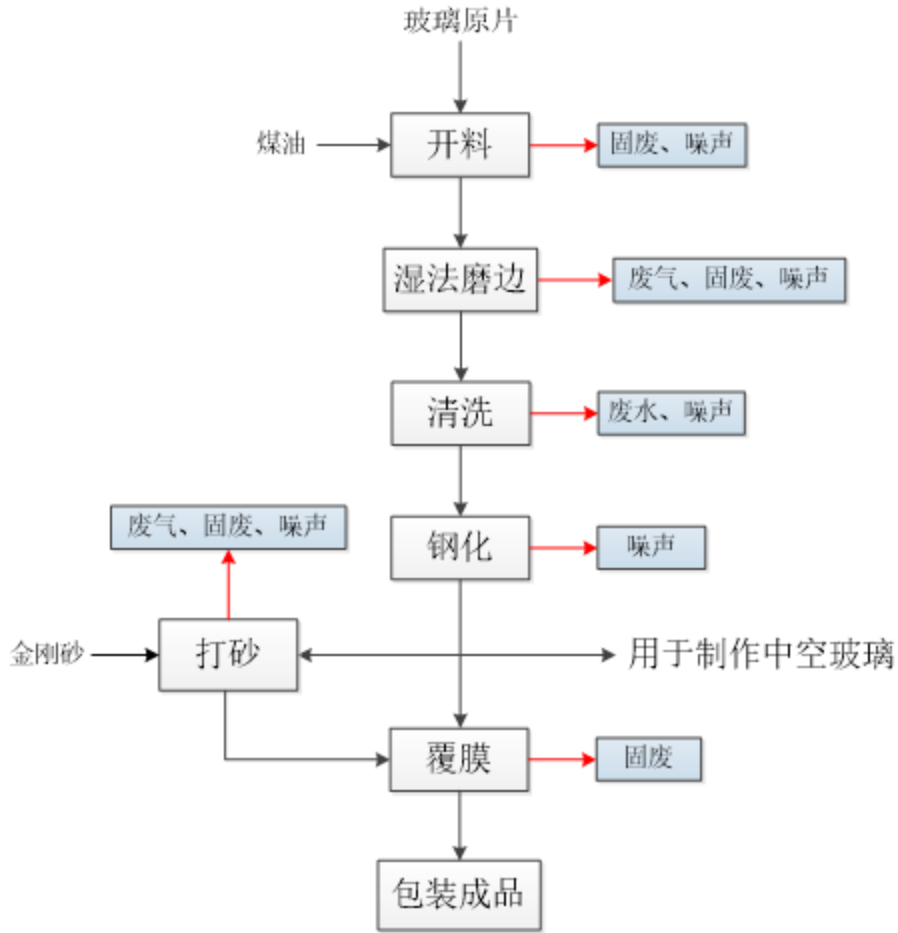 玻璃原片
煤油
开料
固废、噪声
湿法磨边
废气、固废、噪声
清洗
废水、噪声
废气、固废、噪声
钢化
噪声
金刚砂
打砂
用于制作中空玻璃
覆膜
固废
包装成品